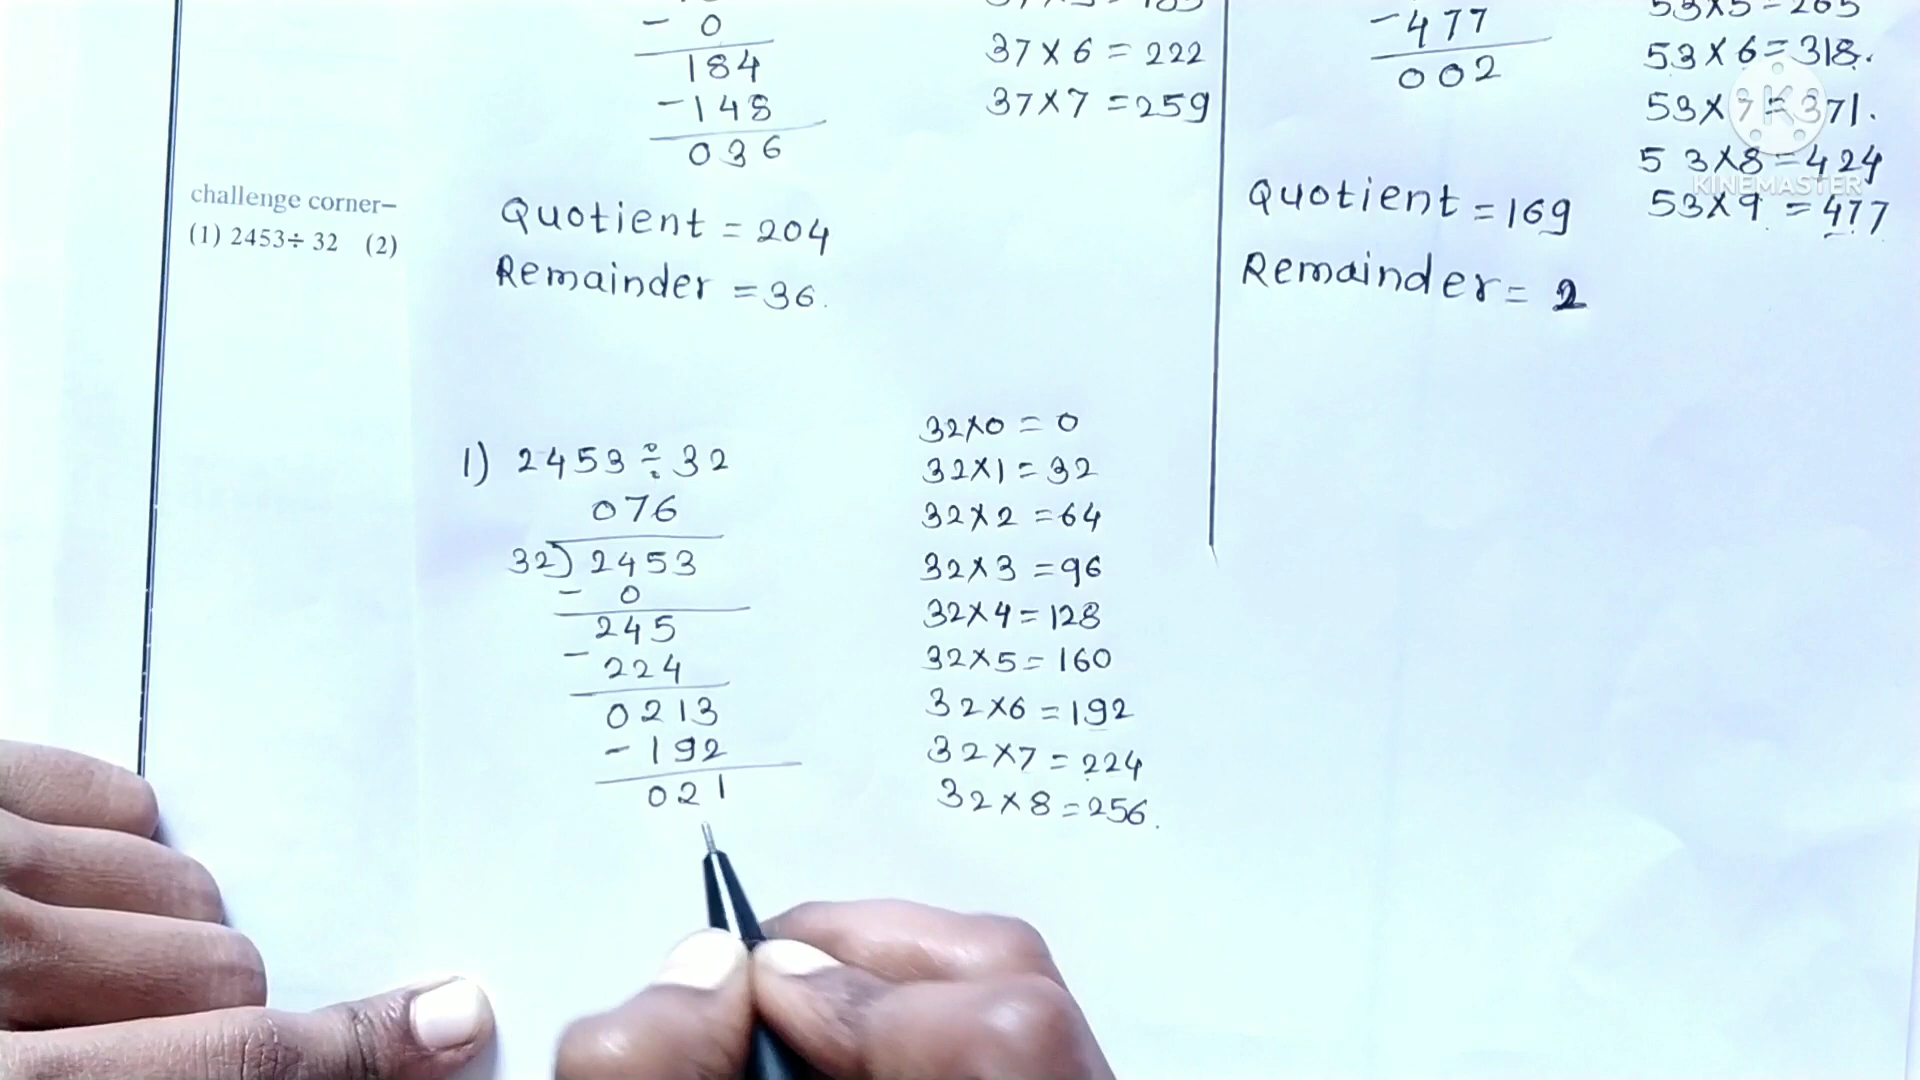 - 0
184
-148
036
37×6 = 222
37×7 = 259
Quotient = 204
Remainder = 36.
-477
002
53×5=265
53×6=318.
53×7=371.
53×8=424
53×9=477
KINEMASTER
Quotient = 169
Remainder = 2
challenge corner–
(1) 2453÷ 32 (2)
1) 2453 ÷ 32
076
32) 2453
- 0
245
- 224
0213
-192
021
32×0 = 0
32×1 = 32
32×2 = 64
32×3 = 96
32×4 = 128
32×5 = 160
32×6 = 192
32×7 = 224
32×8 = 256.